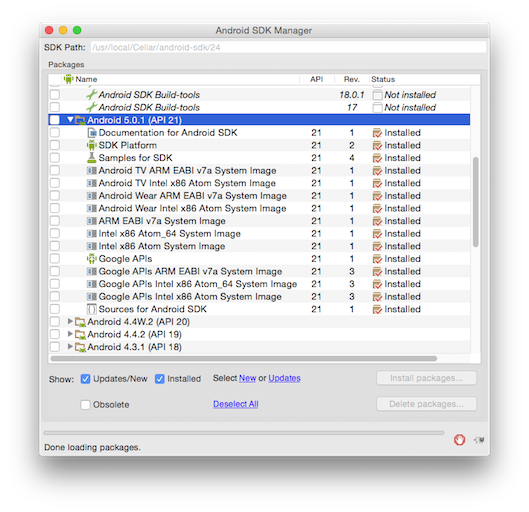 Android SDK Manager
SDK Path: /usr/local/Cellar/android-sdk/24
Packages
Name API Rev. Status
Android SDK Build-tools 18.0.1 Not installed
Android SDK Build-tools 17 Not installed
Android 5.0.1 (API 21)
Documentation for Android SDK 21 1 Installed
SDK Platform 21 2 Installed
Samples for SDK 21 4 Installed
Android TV ARM EABI v7a System Image 21 1 Installed
Android TV Intel x86 Atom System Image 21 1 Installed
Android Wear ARM EABI v7a System Image 21 1 Installed
Android Wear Intel x86 Atom System Image 21 1 Installed
ARM EABI v7a System Image 21 1 Installed
Intel x86 Atom_64 System Image 21 1 Installed
Intel x86 Atom System Image 21 1 Installed
Google APIs 21 1 Installed
Google APIs ARM EABI v7a System Image 21 3 Installed
Google APIs Intel x86 Atom_64 System Image 21 3 Installed
Google APIs Intel x86 Atom System Image 21 3 Installed
Sources for Android SDK 21 1 Installed
Android 4.4W.2 (API 20)
Android 4.4.2 (API 19)
Android 4.3.1 (API 18)
Show: Updates/New Installed Select New or Updates Install packages...
Obsolete Deselect All Delete packages...
Done loading packages.